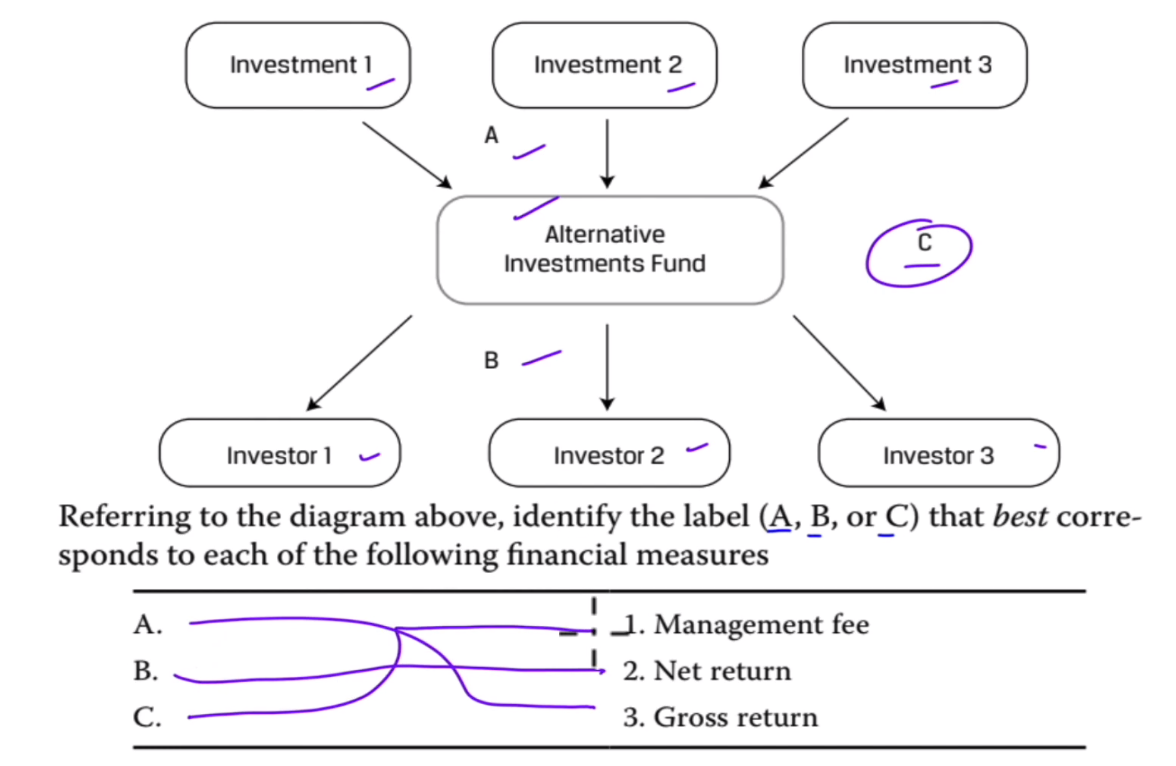 Investment 1
Investment 2
Investment 3
A
Alternative
Investments Fund
C
B
Investor 1
Investor 2
Investor 3
Referring to the diagram above, identify the label (A, B, or C) that best corre-
sponds to each of the following financial measures
A. 1. Management fee
B. 2. Net return
C. 3. Gross return